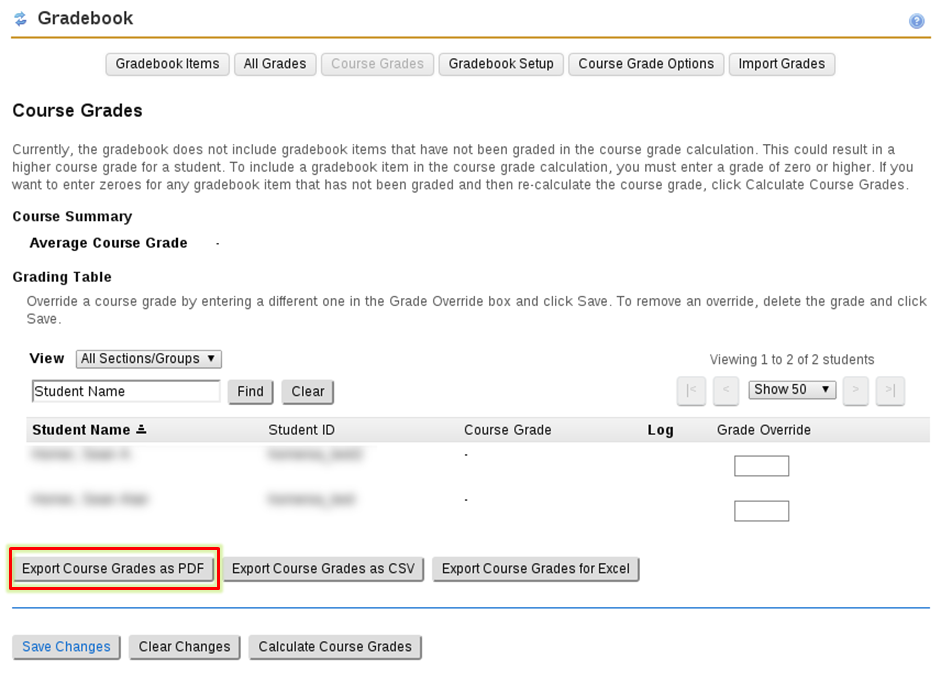 Gradebook
Gradebook Items All Grades Course Grades Gradebook Setup Course Grade Options Import Grades
Course Grades
Currently, the gradebook does not include gradebook items that have not been graded in the course grade calculation. This could result in a
higher course grade for a student. To include a gradebook item in the course grade calculation, you must enter a grade of zero or higher. If you
want to enter zeroes for any gradebook item that has not been graded and then re-calculate the course grade, click Calculate Course Grades.
Course Summary
Average Course Grade -
Grading Table
Override a course grade by entering a different one in the Grade Override box and click Save. To remove an override, delete the grade and click
Save.
View All Sections/Groups ▼ Viewing 1 to 2 of 2 students
Student Name Find Clear |< < Show 50 ▼ > >|
Student Name Student ID Course Grade Log Grade Override
-
-
Export Course Grades as PDF Export Course Grades as CSV Export Course Grades for Excel
Save Changes Clear Changes Calculate Course Grades